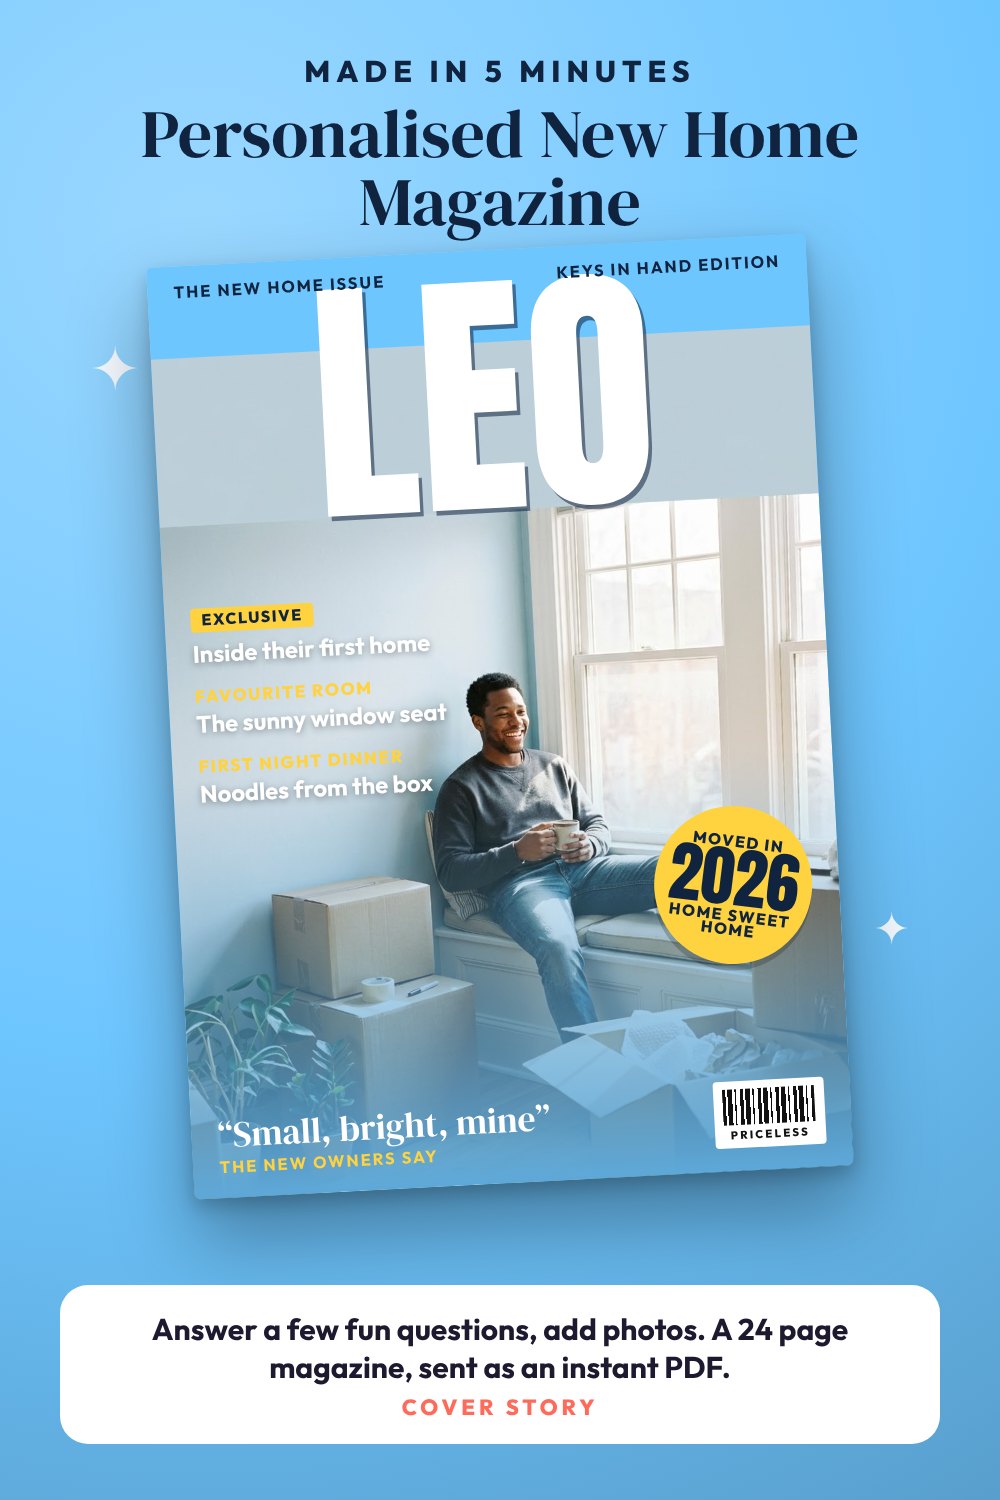 MADE IN 5 MINUTES
Personalised New Home
Magazine
THE NEW HOME ISSUE
KEYS IN HAND EDITION
LEO
EXCLUSIVE
Inside their first home
FAVOURITE ROOM
The sunny window seat
FIRST NIGHT DINNER
Noodles from the box
MOVED IN
2026
HOME SWEET
HOME
“Small, bright, mine”
THE NEW OWNERS SAY
PRICELESS
Answer a few fun questions, add photos. A 24 page
magazine, sent as an instant PDF.
COVER STORY